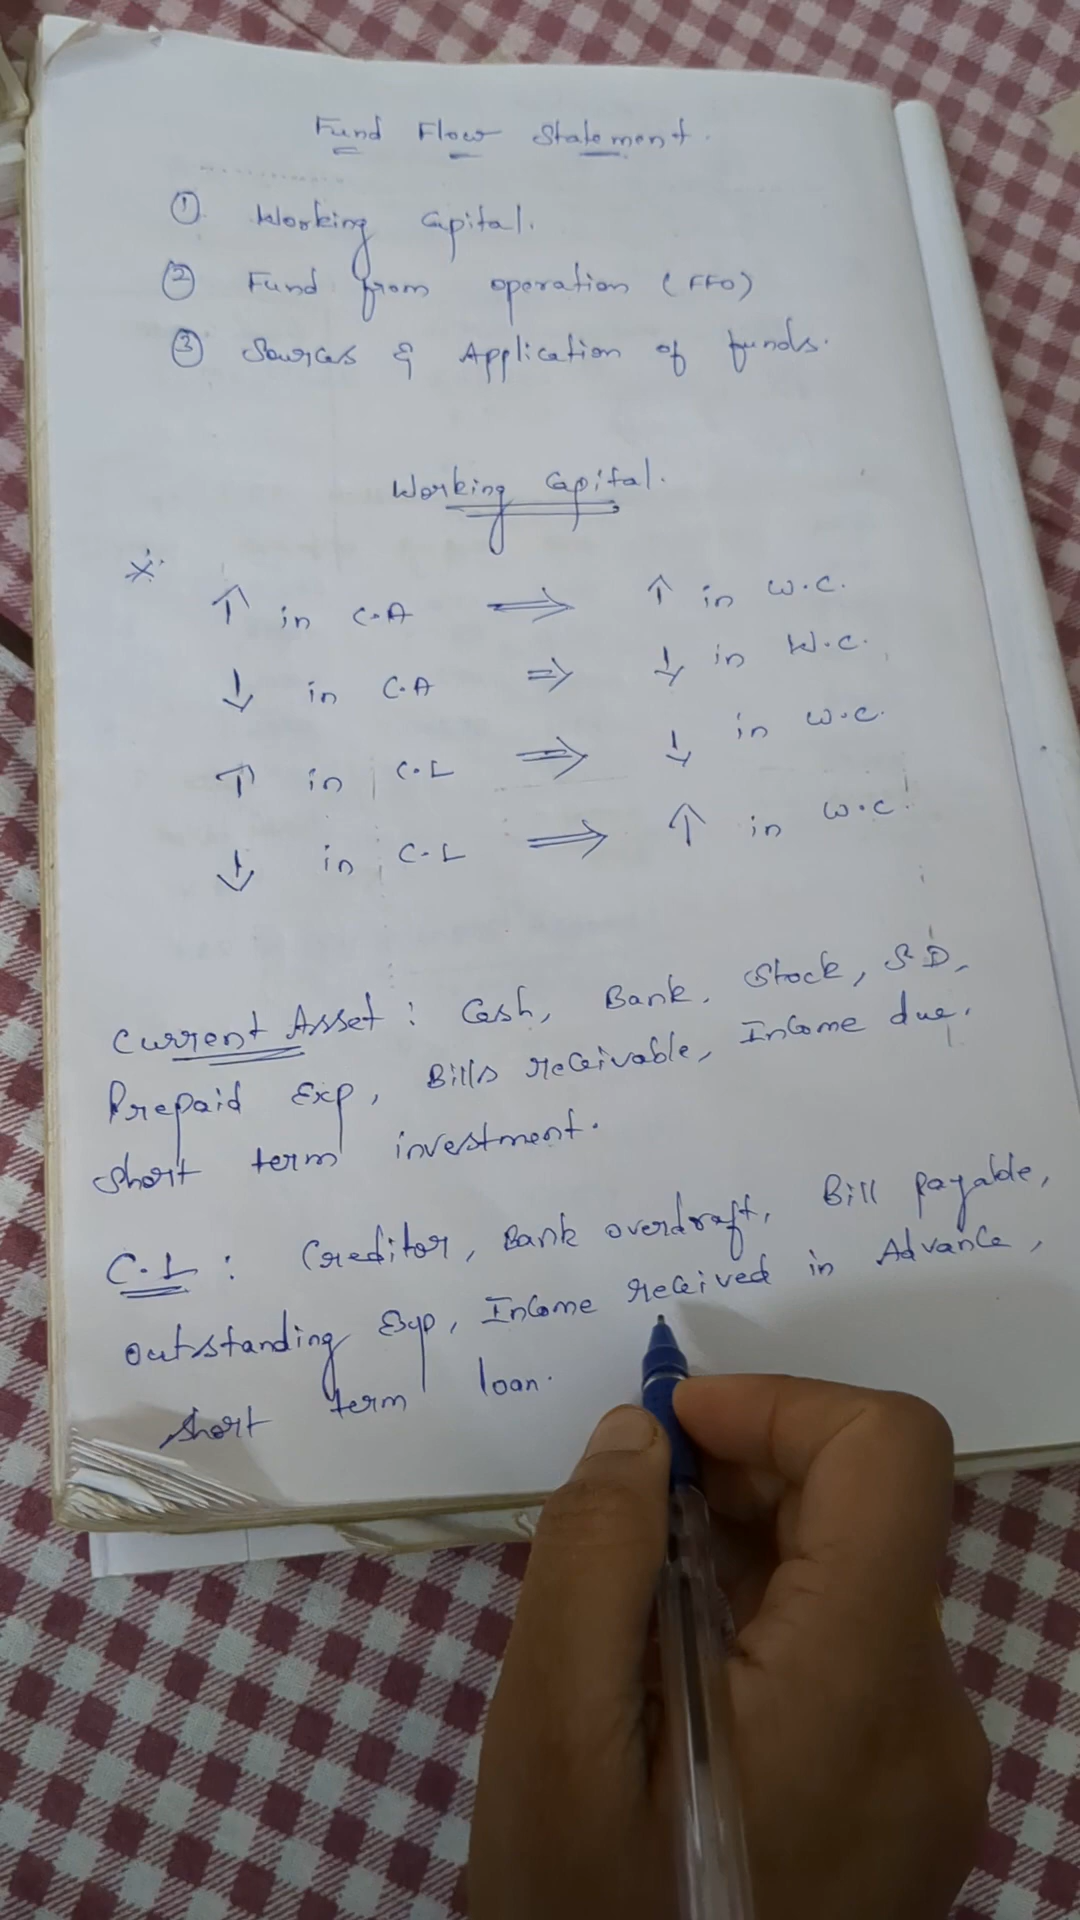 Fund Flow Statement.
① Working Capital.
② Fund from operation (FFO)
③ Sources & Application of funds.
Working Capital.
* ↑ in C.A ⇒ ↑ in W.C.
↓ in C.A ⇒ ↓ in W.C.
↑ in C.L ⇒ ↓ in W.C.
↓ in C.L ⇒ ↑ in W.C.
Current Asset : Cash, Bank, Stock, SD,
Prepaid Exp, Bills receivable, Income due,
Short term investment.
C.L : Creditor, Bank overdraft, Bill payable,
Outstanding Exp, Income received in Advance,
Short term loan.